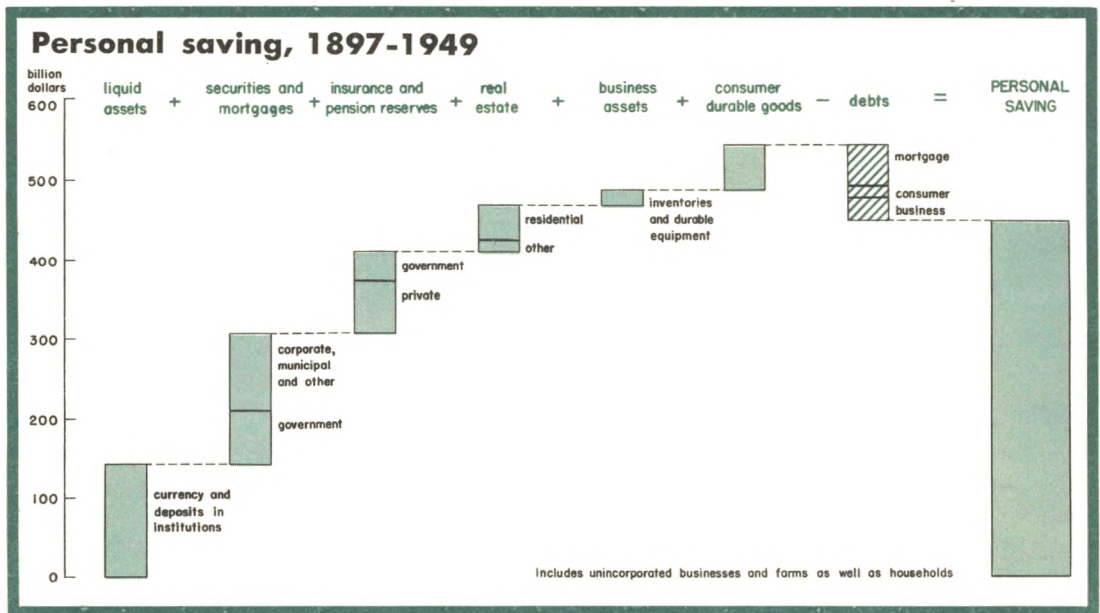 Personal saving, 1897-1949
billion
dollars
liquid
assets
+
securities and
mortgages
+
insurance and
pension reserves
+
real
estate
+
business
assets
+
consumer
durable goods
−
debts
=
PERSONAL
SAVING
600
500
400
300
200
100
0
mortgage
consumer
business
inventories
and durable
equipment
residential
other
government
private
corporate,
municipal
and other
government
currency and
deposits in
institutions
includes unincorporated businesses and farms as well as households